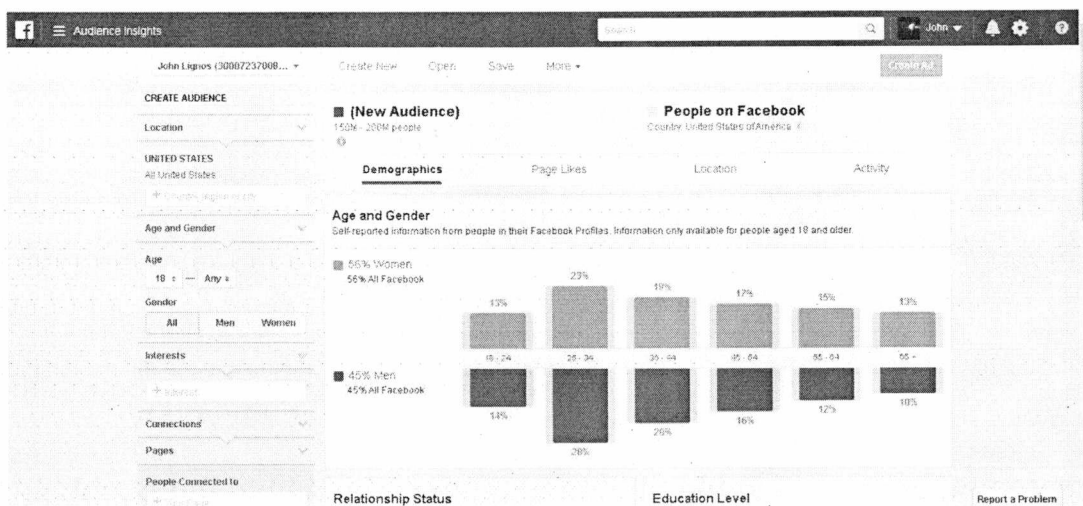 Audience Insights
Search
John
John Lignos (30007237008...
Create New Open Save More
Create Ad
CREATE AUDIENCE
Location
UNITED STATES
All United States
Age and Gender
Age
18 — Any
Gender
All Men Women
Interests
+ Interest
Connections
Pages
People Connected to
(New Audience)
150M - 200M people
People on Facebook
Country: United States of America
Demographics Page Likes Location Activity
Age and Gender
Self-reported information from people in their Facebook Profiles. Information only available for people aged 18 and older.
56% Women
56% All Facebook
13% 23% 19% 17% 15% 13%
18 - 24 25 - 34 35 - 44 45 - 54 55 - 64 65 +
45% Men
45% All Facebook
14% 28% 20% 16% 12% 10%
Relationship Status
Education Level
Report a Problem